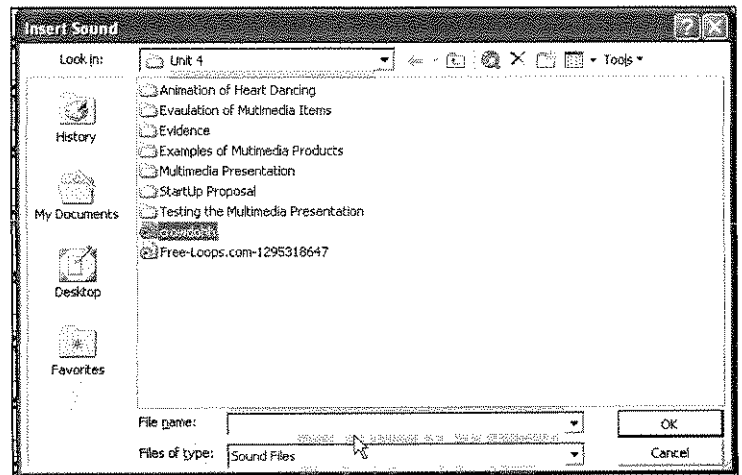 Insert Sound
Look in: Unit 4 Tools
Animation of Heart Dancing
Evaulation of Mutimedia Items
History
Evidence
Examples of Mutimedia Products
Multimedia Presentation
StartUp Proposal
My Documents
Testing the Multimedia Presentation
Free-Loops.com-1295318647
Desktop
Favorites
File name: OK
Files of type: Sound Files Cancel